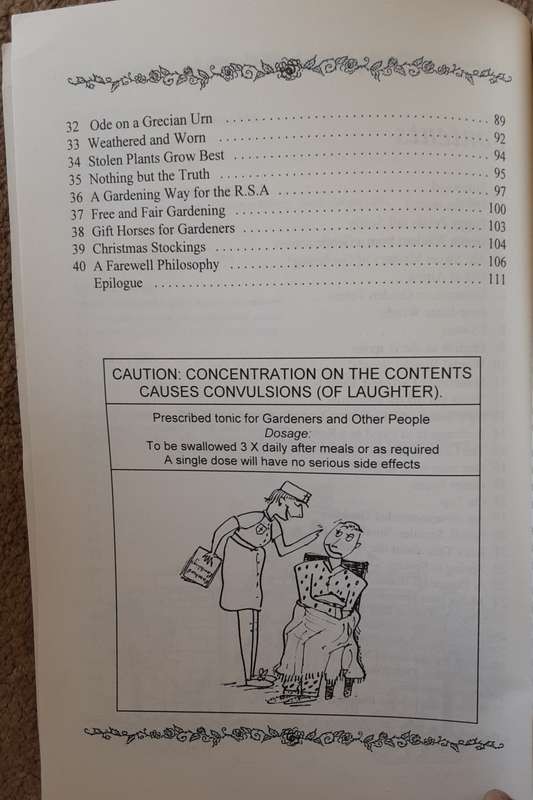 32 Ode on a Grecian Urn . . . . . . . . . . . . . . . . . . . . . . . . . . . . . . . . . . . . . . . . 89
33 Weathered and Worn . . . . . . . . . . . . . . . . . . . . . . . . . . . . . . . . . . . . . . . . 92
34 Stolen Plants Grow Best . . . . . . . . . . . . . . . . . . . . . . . . . . . . . . . . . . . . . 94
35 Nothing but the Truth . . . . . . . . . . . . . . . . . . . . . . . . . . . . . . . . . . . . . . . 95
36 A Gardening Way for the R.S.A . . . . . . . . . . . . . . . . . . . . . . . . . . . . . . . 97
37 Free and Fair Gardening . . . . . . . . . . . . . . . . . . . . . . . . . . . . . . . . . . . . 100
38 Gift Horses for Gardeners . . . . . . . . . . . . . . . . . . . . . . . . . . . . . . . . . . . 103
39 Christmas Stockings . . . . . . . . . . . . . . . . . . . . . . . . . . . . . . . . . . . . . . . 104
40 A Farewell Philosophy . . . . . . . . . . . . . . . . . . . . . . . . . . . . . . . . . . . . . 106
Epilogue . . . . . . . . . . . . . . . . . . . . . . . . . . . . . . . . . . . . . . . . . . . . . . . . 111
CAUTION: CONCENTRATION ON THE CONTENTS
CAUSES CONVULSIONS (OF LAUGHTER).
Prescribed tonic for Gardeners and Other People
Dosage:
To be swallowed 3 X daily after meals or as required
A single dose will have no serious side effects